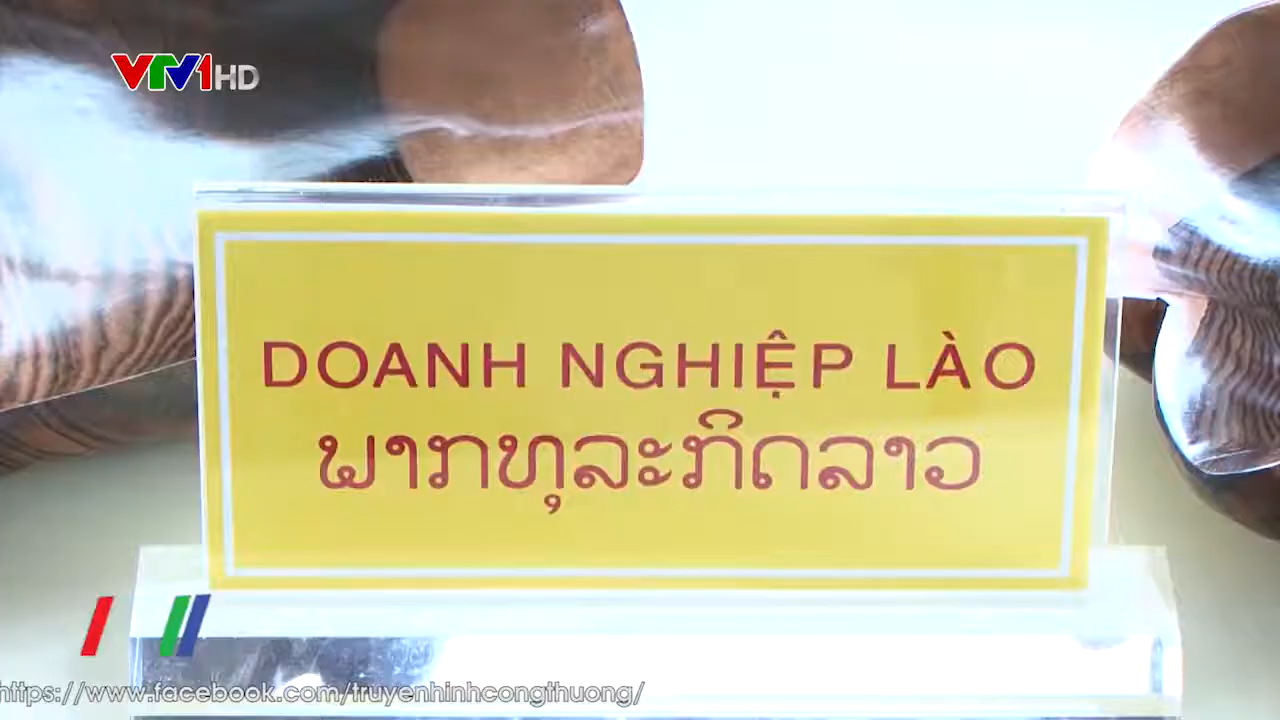 VTV1HD
DOANH NGHIỆP LÀO
ພາກທຸລະກິດລາວ
https://www.facebook.com/truyenhinhcongthuong/